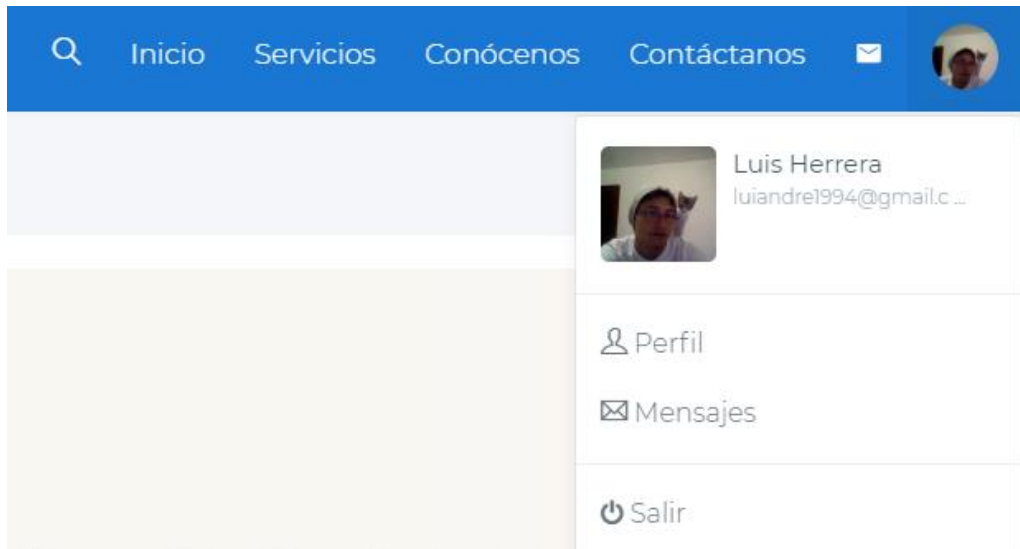 Inicio Servicios Conócenos Contáctanos
Luis Herrera
luiandre1994@gmail.c ...
Perfil
Mensajes
Salir